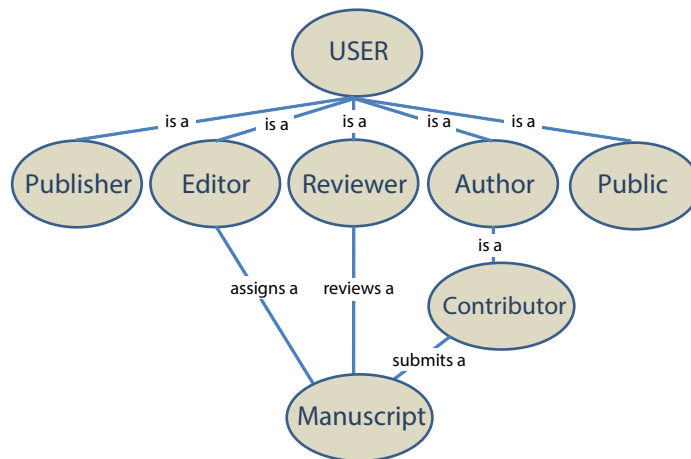 USER
is a
is a
is a
is a
is a
Publisher
Editor
Reviewer
Author
Public
is a
assigns a
reviews a
Contributor
submits a
Manuscript